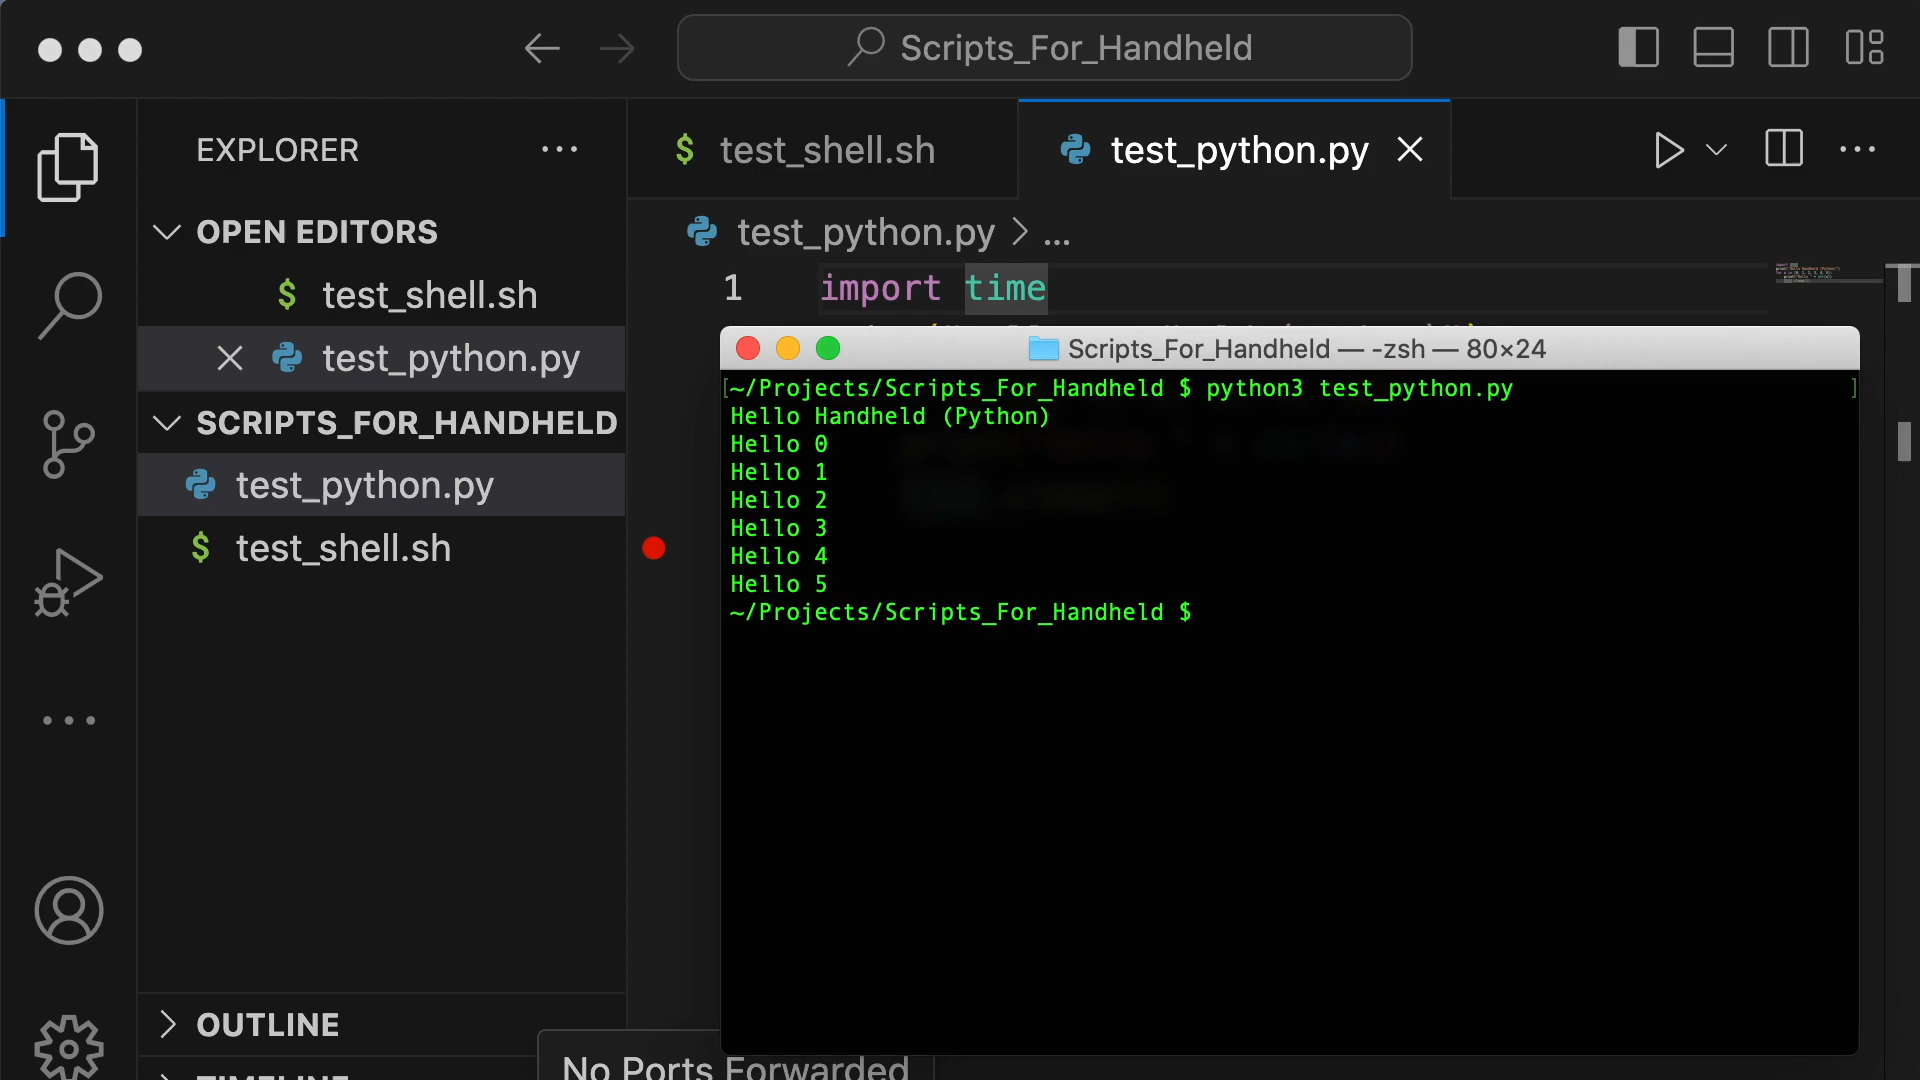 Scripts_For_Handheld
EXPLORER
$ test_shell.sh
test_python.py
OPEN EDITORS
$ test_shell.sh
test_python.py
SCRIPTS_FOR_HANDHELD
test_python.py
$ test_shell.sh
OUTLINE
TIMELINE
test_python.py > ...
1 import time
Scripts_For_Handheld — -zsh — 80×24
[~/Projects/Scripts_For_Handheld $ python3 test_python.py ]
Hello Handheld (Python)
Hello 0
Hello 1
Hello 2
Hello 3
Hello 4
Hello 5
~/Projects/Scripts_For_Handheld $
No Ports Forwarded